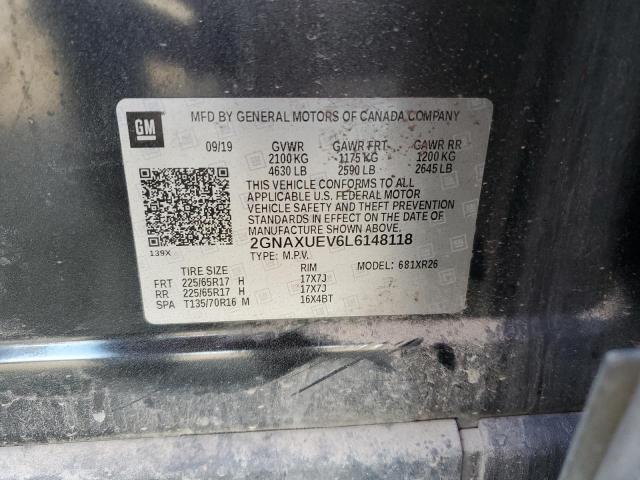 MFD BY GENERAL MOTORS OF CANADA COMPANY
GM
09/19 GVWR GAWR FRT GAWR RR
2100 KG 1175 KG 1200 KG
4630 LB 2590 LB 2645 LB
THIS VEHICLE CONFORMS TO ALL
APPLICABLE U.S. FEDERAL MOTOR
VEHICLE SAFETY AND THEFT PREVENTION
STANDARDS IN EFFECT ON THE DATE OF
MANUFACTURE SHOWN ABOVE.
2GNAXUEV6L6148118
139X
TYPE: M.P.V. MODEL: 681XR26
TIRE SIZE RIM
FRT 225/65R17 H 17X7J
RR 225/65R17 H 17X7J
SPA T135/70R16 M 16X4BT